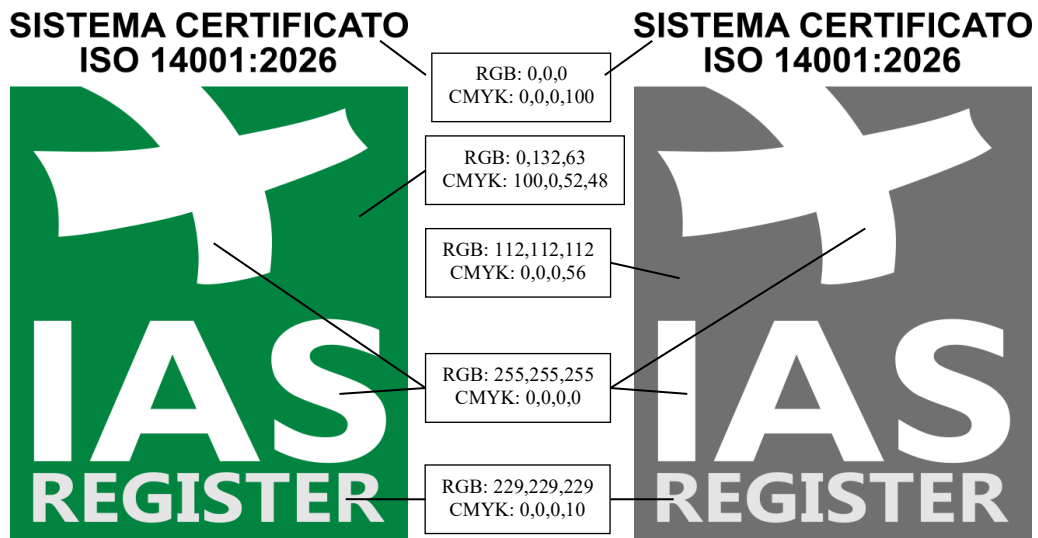 SISTEMA CERTIFICATO
ISO 14001:2026
SISTEMA CERTIFICATO
ISO 14001:2026
RGB: 0,0,0
CMYK: 0,0,0,100
RGB: 0,132,63
CMYK: 100,0,52,48
RGB: 112,112,112
CMYK: 0,0,0,56
RGB: 255,255,255
CMYK: 0,0,0,0
IAS
REGISTER
IAS
REGISTER
RGB: 229,229,229
CMYK: 0,0,0,10